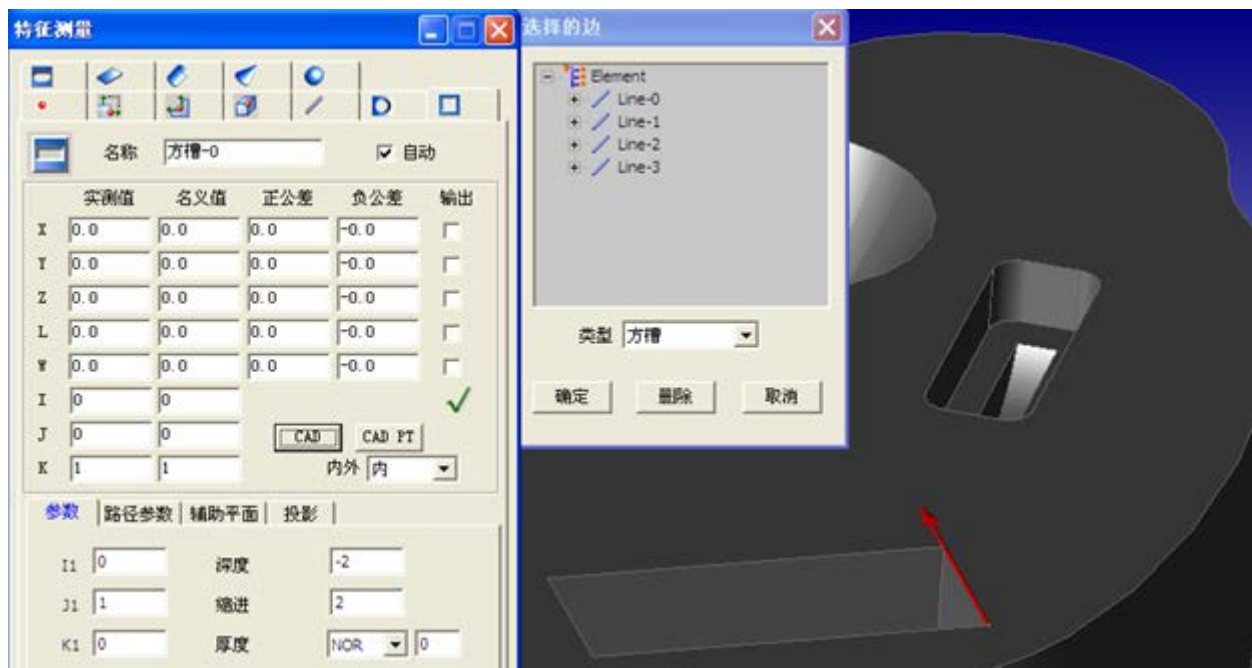 特征测量
名称 方槽-0 自动
实测值 名义值 正公差 负公差 输出
X 0.0 0.0 0.0 -0.0
Y 0.0 0.0 0.0 -0.0
Z 0.0 0.0 0.0 -0.0
L 0.0 0.0 0.0 -0.0
W 0.0 0.0 0.0 -0.0
I 0 0
J 0 0 CAD CAD PT
K 1 1 内外 内
参数 路径参数 辅助平面 投影
I1 0 深度 -2
J1 1 缩进 2
K1 0 厚度 NOR 0
选择的边
Element
Line-0
Line-1
Line-2
Line-3
类型 方槽
确定 删除 取消